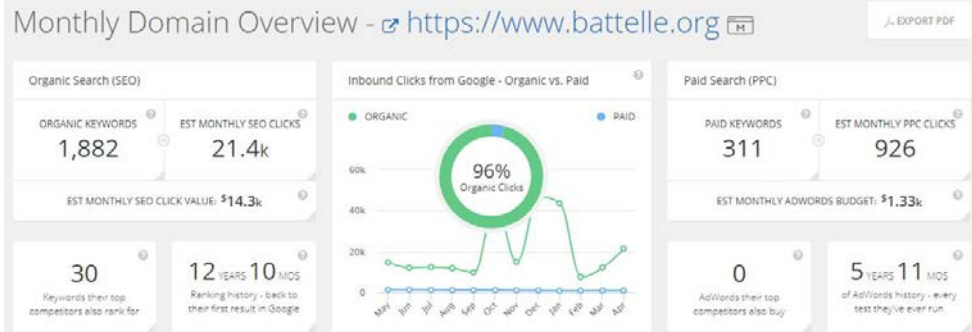 Monthly Domain Overview - https://www.battelle.org M
EXPORT PDF
Organic Search (SEO)
ORGANIC KEYWORDS
1,882
EST MONTHLY SEO CLICKS
21.4k
EST MONTHLY SEO CLICK VALUE: $14.3k
30
Keywords their top
competitors also rank for
12 YEARS 10 MOS
Ranking history - back to
their first result in Google
Inbound Clicks from Google - Organic vs. Paid
ORGANIC
PAID
96%
Organic Clicks
60k
40k
20k
0
May Jun Jul Aug Sep Oct Nov Dec Jan Feb Mar Apr
Paid Search (PPC)
PAID KEYWORDS
311
EST MONTHLY PPC CLICKS
926
EST MONTHLY ADWORDS BUDGET: $1.33k
0
AdWords their top
competitors also buy
5 YEARS 11 MOS
of AdWords history - every
test they've ever run